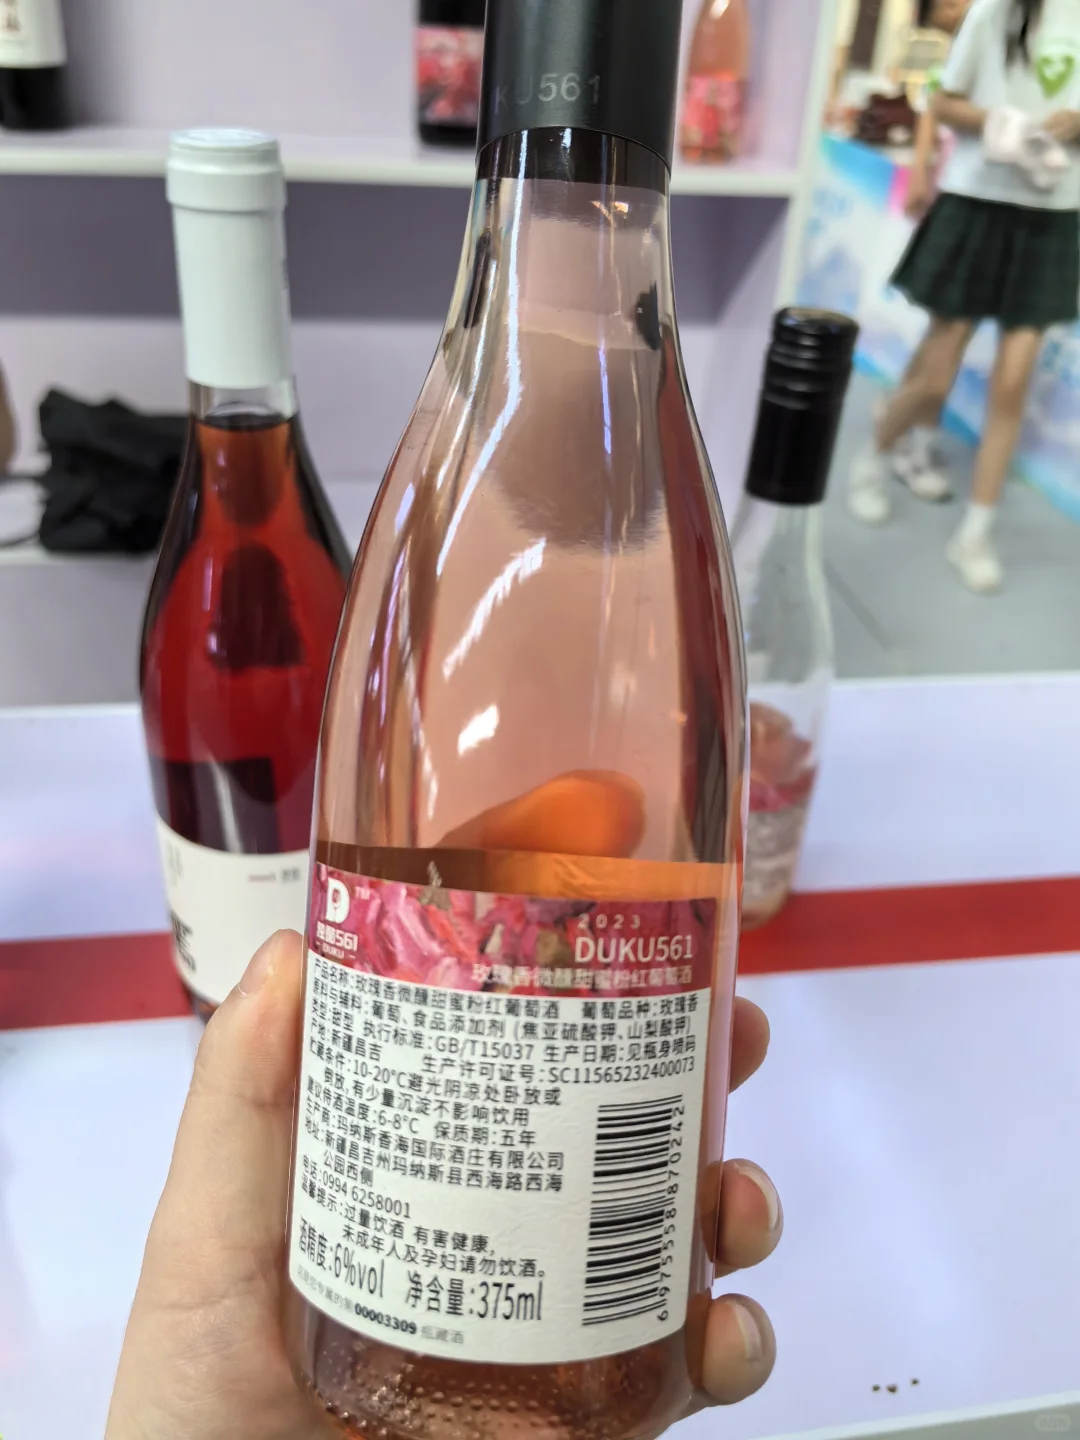 KU561
D TM
独酷561
DUKU
2023
DUKU561
玫瑰香微醺甜蜜粉红葡萄酒
产品名称:玫瑰香微醺甜蜜粉红葡萄酒 葡萄品种:玫瑰香
原料与辅料:葡萄、食品添加剂(焦亚硫酸钾、山梨酸钾)
类型:甜型 执行标准:GB/T15037 生产日期:见瓶身喷码
产地:新疆昌吉 生产许可证号:SC11565232400073
贮藏条件:10-20°C避光阴凉处卧放或
倒放,有少量沉淀不影响饮用
建议侍酒温度:6-8°C 保质期:五年
生产商:玛纳斯香海国际酒庄有限公司
地址:新疆昌吉州玛纳斯县西海路西海
公园西侧
电话:0994 6258001
温馨提示:过量饮酒 有害健康,
未成年人及孕妇请勿饮酒。
酒精度:6%vol 净含量:375ml
00003309 瓶藏酒
6975558870242